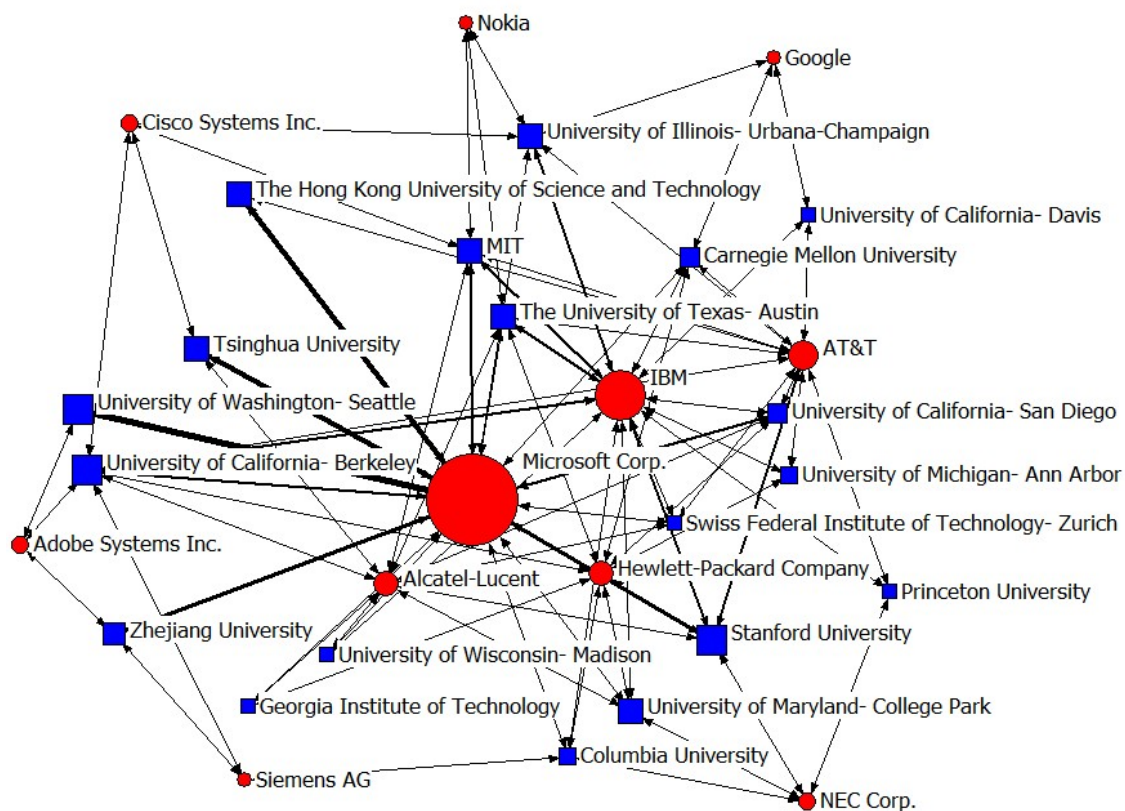 Nokia
Google
Cisco Systems Inc.
University of Illinois- Urbana-Champaign
The Hong Kong University of Science and Technology
University of California- Davis
MIT
Carnegie Mellon University
The University of Texas- Austin
Tsinghua University
AT&T
IBM
University of Washington- Seattle
University of California- San Diego
University of California- Berkeley
Microsoft Corp.
University of Michigan- Ann Arbor
Swiss Federal Institute of Technology- Zurich
Adobe Systems Inc.
Alcatel-Lucent
Hewlett-Packard Company
Princeton University
Zhejiang University
Stanford University
University of Wisconsin- Madison
Georgia Institute of Technology
University of Maryland- College Park
Columbia University
Siemens AG
NEC Corp.